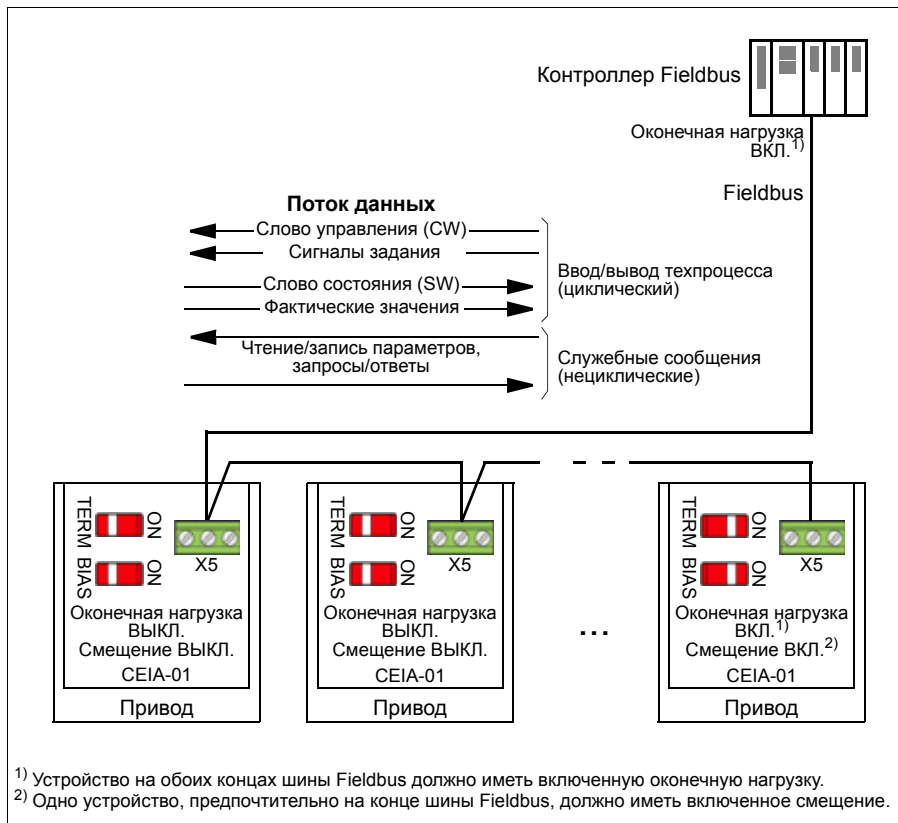 Контроллер Fieldbus
Оконечная нагрузка
ВКЛ.1)
Fieldbus
Поток данных
Слово управления (CW)
Сигналы задания
Слово состояния (SW)
Фактические значения
Ввод/вывод техпроцесса
(циклический)
Чтение/запись параметров,
запросы/ответы
Служебные сообщения
(нециклические)
TERM
ON
BIAS
ON
X5
Оконечная нагрузка
ВЫКЛ.
Смещение ВЫКЛ.
CEIA-01
Привод
TERM
ON
BIAS
ON
X5
Оконечная нагрузка
ВЫКЛ.
Смещение ВЫКЛ.
CEIA-01
Привод
...
TERM
ON
BIAS
ON
X5
Оконечная нагрузка
ВКЛ.1)
Смещение ВКЛ.2)
CEIA-01
Привод
1) Устройство на обоих концах шины Fieldbus должно иметь включенную оконечную нагрузку.
2) Одно устройство, предпочтительно на конце шины Fieldbus, должно иметь включенное смещение.